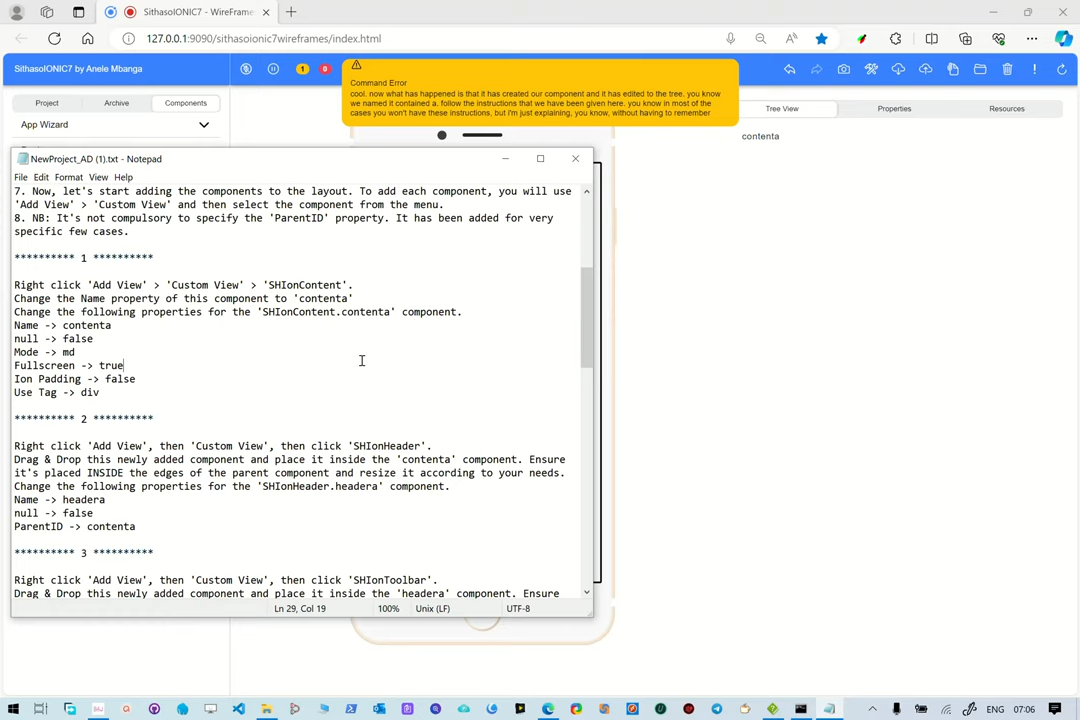 SithasoIONIC7 - WireFrame
127.0.0.1:9090/sithasoionic7wireframes/index.html
SithasoIONIC7 by Anele Mbanga
1
0
Command Error
cool. now what has happened is that it has created our component and it has edited to the tree. you know
we named it contained a. follow the instructions that we have been given here. you know in most of the
cases you won't have these instructions, but i'm just explaining, you know, without having to remember
Project
Archive
Components
Tree View
Properties
Resources
App Wizard
contenta
NewProject_AD (1).txt - Notepad
File Edit Format View Help
7. Now, let's start adding the components to the layout. To add each component, you will use
'Add View' > 'Custom View' and then select the component from the menu.
8. NB: It's not compulsory to specify the 'ParentID' property. It has been added for very
specific few cases.
********** 1 **********
Right click 'Add View' > 'Custom View' > 'SHIonContent'.
Change the Name property of this component to 'contenta'
Change the following properties for the 'SHIonContent.contenta' component.
Name -> contenta
null -> false
Mode -> md
Fullscreen -> true
Ion Padding -> false
Use Tag -> div
********** 2 **********
Right click 'Add View', then 'Custom View', then click 'SHIonHeader'.
Drag & Drop this newly added component and place it inside the 'contenta' component. Ensure
it's placed INSIDE the edges of the parent component and resize it according to your needs.
Change the following properties for the 'SHIonHeader.headera' component.
Name -> headera
null -> false
ParentID -> contenta
********** 3 **********
Right click 'Add View', then 'Custom View', then click 'SHIonToolbar'.
Drag & Drop this newly added component and place it inside the 'headera' component. Ensure
Ln 29, Col 19
100%
Unix (LF)
UTF-8
ENG
07:06